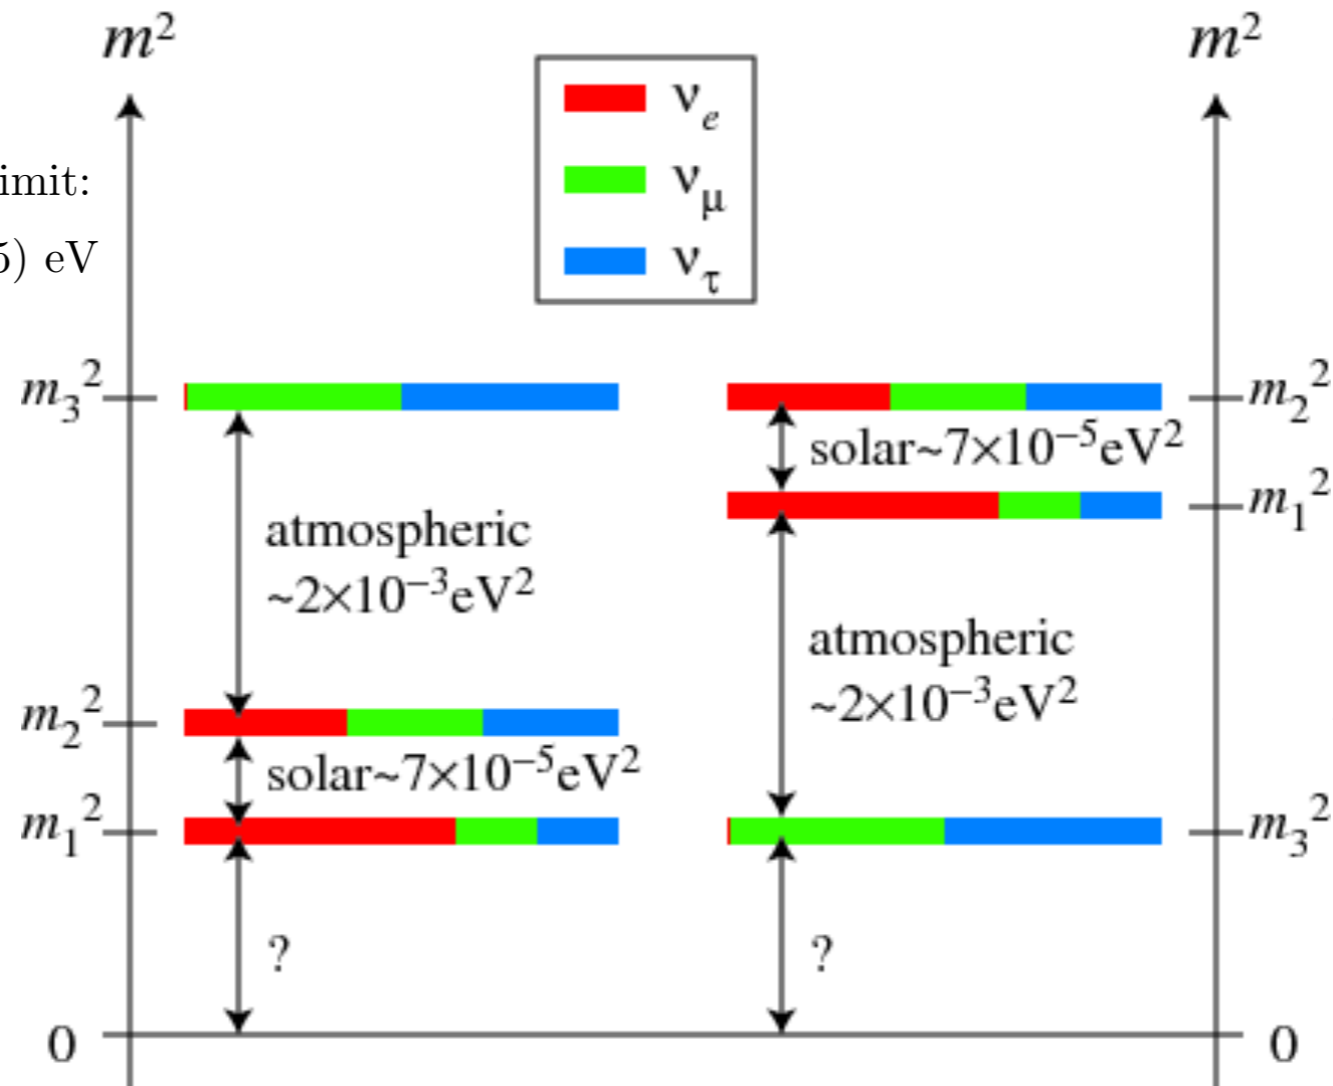 m²
m²
νe
νμ
imit:
ντ
5) eV
m₃²
m₂²
solar~7×10⁻⁵eV²
m₁²
atmospheric
~2×10⁻³eV²
atmospheric
~2×10⁻³eV²
m₂²
solar~7×10⁻⁵eV²
m₁²
m₃²
?
?
0
0